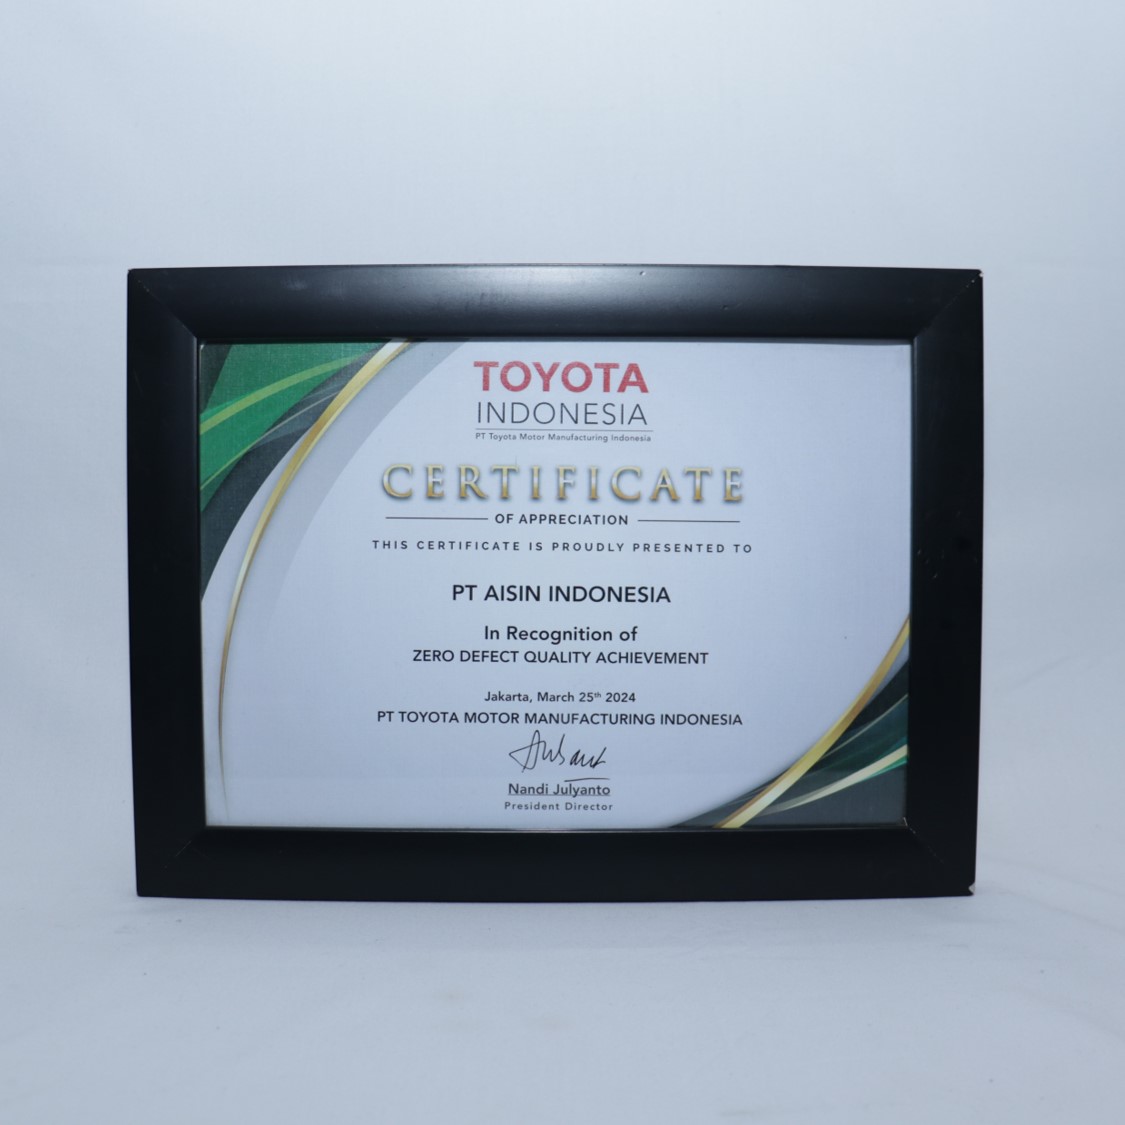 TOYOTA
INDONESIA
PT Toyota Motor Manufacturing Indonesia
CERTIFICATE
OF APPRECIATION
THIS CERTIFICATE IS PROUDLY PRESENTED TO
PT AISIN INDONESIA
In Recognition of
ZERO DEFECT QUALITY ACHIEVEMENT
Jakarta, March 25th 2024
PT TOYOTA MOTOR MANUFACTURING INDONESIA
Nandi Julyanto
President Director